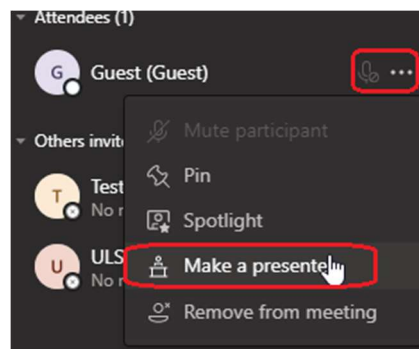 Attendees (1)
G
Guest (Guest)
Mute participant
Others invit
Pin
T
Test
No r
Spotlight
U
ULS
Make a presente
No r
Remove from meeting